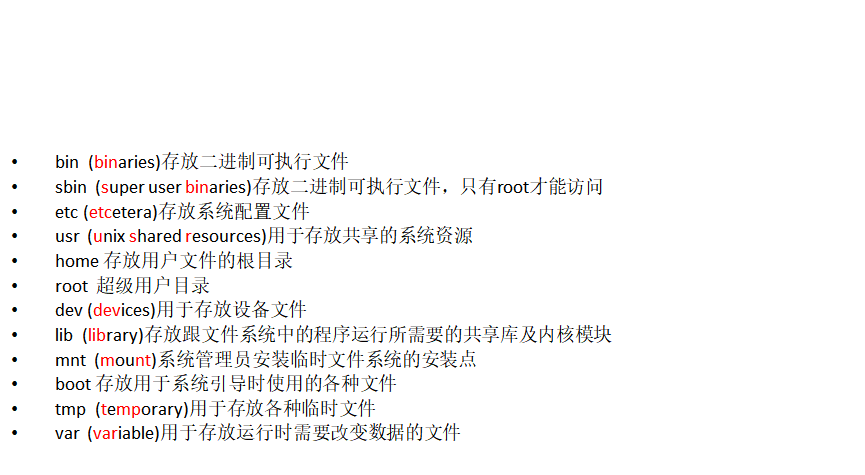 • bin (binaries)存放二进制可执行文件
• sbin (super user binaries)存放二进制可执行文件，只有root才能访问
• etc (etcetera)存放系统配置文件
• usr (unix shared resources)用于存放共享的系统资源
• home 存放用户文件的根目录
• root 超级用户目录
• dev (devices)用于存放设备文件
• lib (library)存放跟文件系统中的程序运行所需要的共享库及内核模块
• mnt (mount)系统管理员安装临时文件系统的安装点
• boot 存放用于系统引导时使用的各种文件
• tmp (temporary)用于存放各种临时文件
• var (variable)用于存放运行时需要改变数据的文件